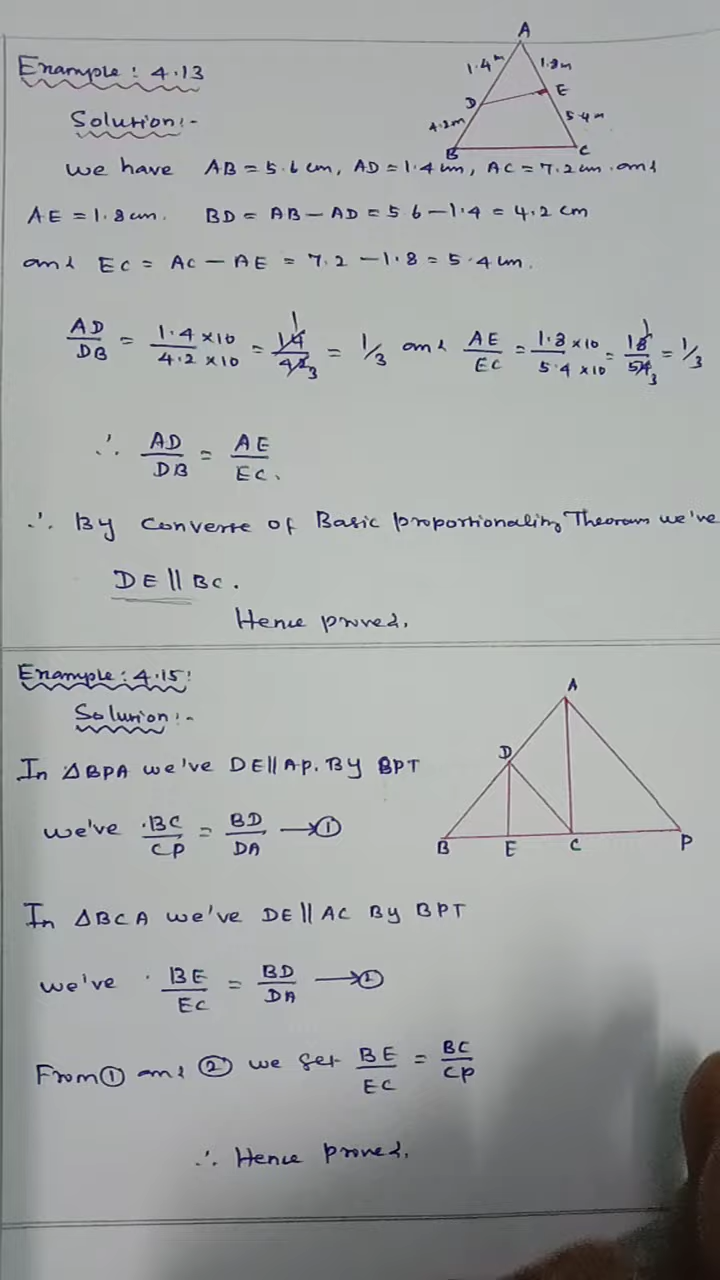 Example: 4.13
Solution:-
A
1.4m
1.8m
D
E
4.2m
5.4m
B
C
we have AB = 5.6 cm, AD = 1.4 cm, AC = 7.2 cm and
AE = 1.8 cm. BD = AB - AD = 5 6 - 1.4 = 4.2 cm
and EC = AC - AE = 7.2 - 1.8 = 5.4 cm.
AD/DB = 1.4 × 10/4.2 × 10 = 14/42 = 1/3 and AE/EC = 1.8 × 10/5.4 × 10 = 18/54 = 1/3
∴ AD/DB = AE/EC.
∴ By Converse of Basic proportionality Theorem we've
DE || BC.
Hence proved.
Example: 4.15:
Solution:-
A
D
B E C P
In △BPA we've DE || AP. By BPT
we've BC/CP = BD/DA → ①
In △BCA we've DE || AC By BPT
we've BE/EC = BD/DA → ②
From ① and ② we get BE/EC = BC/CP
∴ Hence proved.